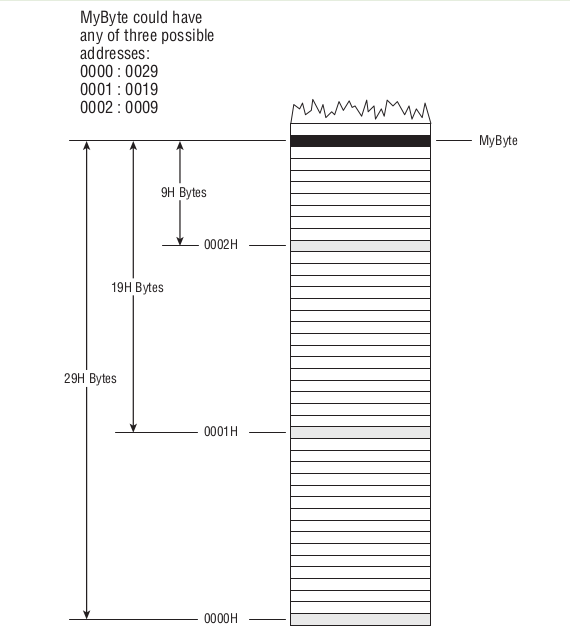 MyByte could have
any of three possible
addresses:
0000 : 0029
0001 : 0019
0002 : 0009
MyByte
9H Bytes
0002H
19H Bytes
29H Bytes
0001H
0000H